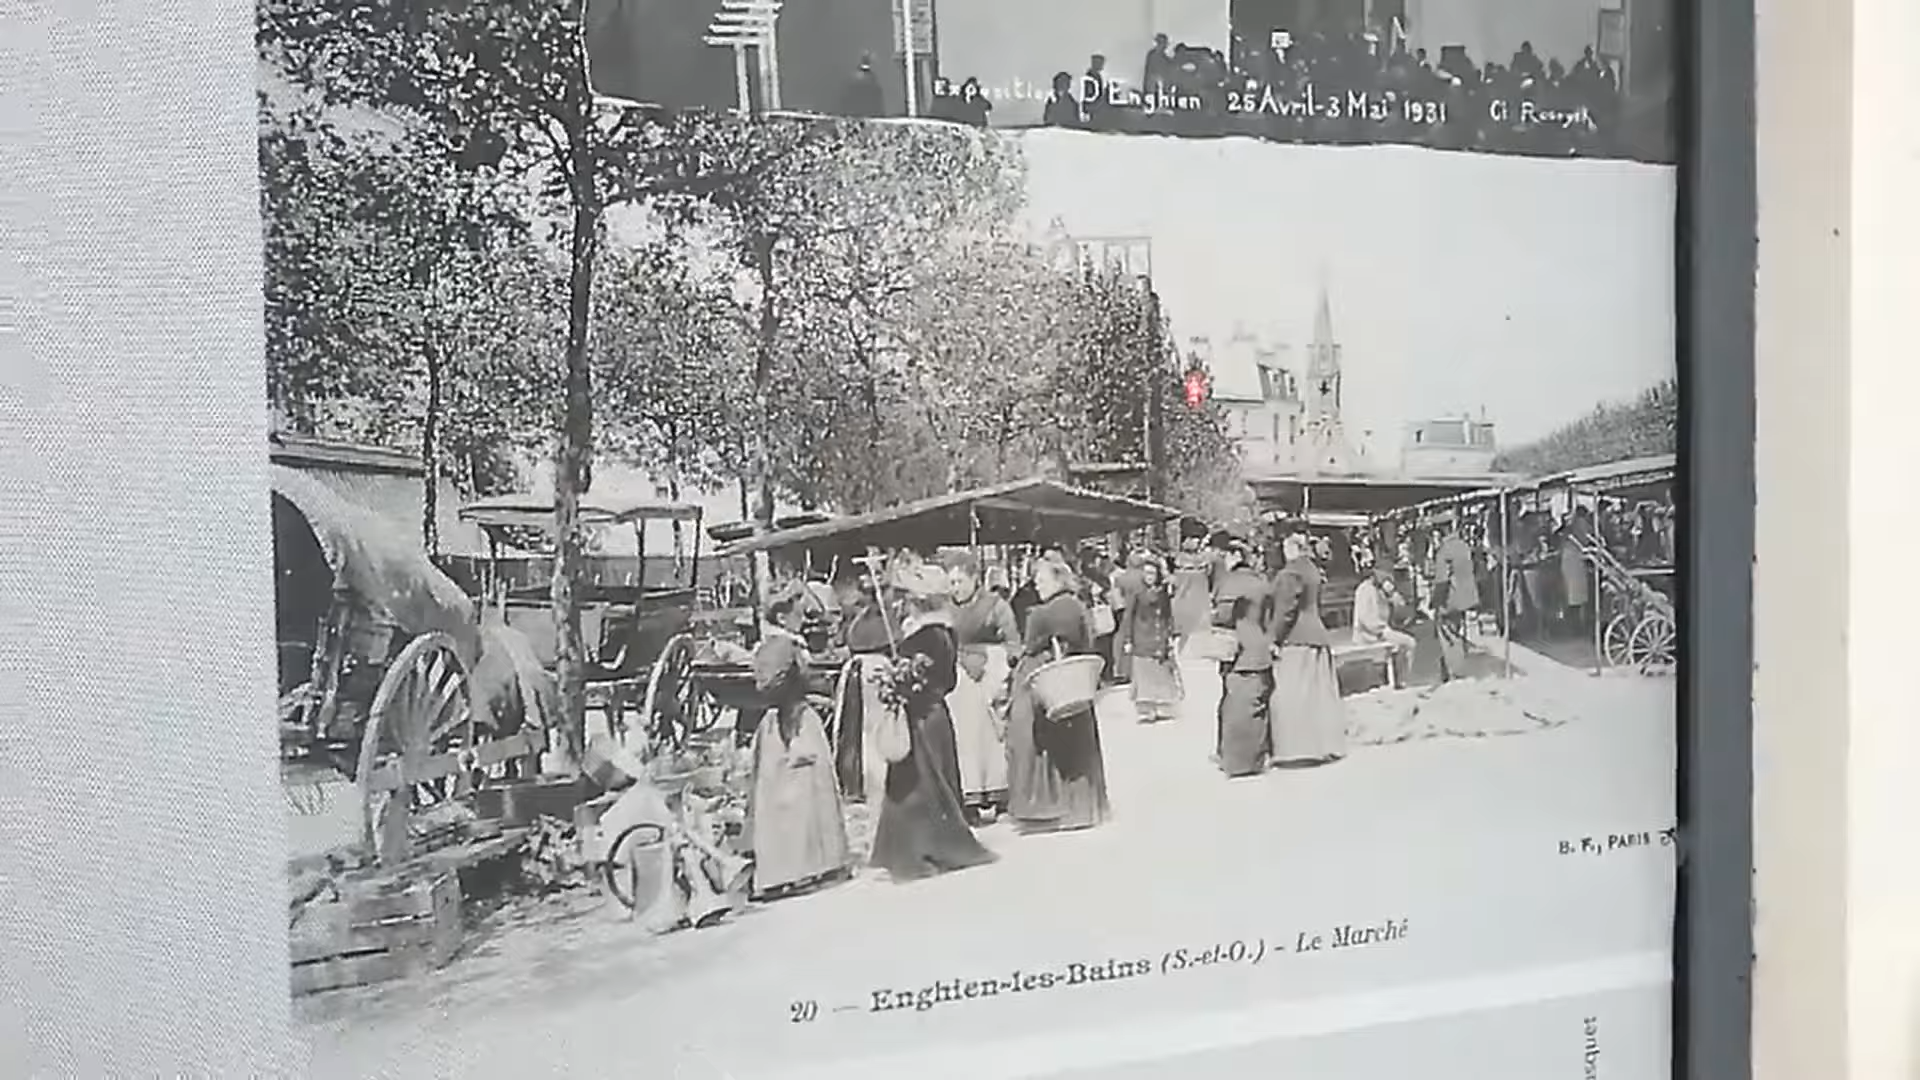 Exposition D'Enghien 25 Avril-3 Mai 1931
B. F., PARIS
20 — Enghien-les-Bains (S.-et-O.) - Le Marché